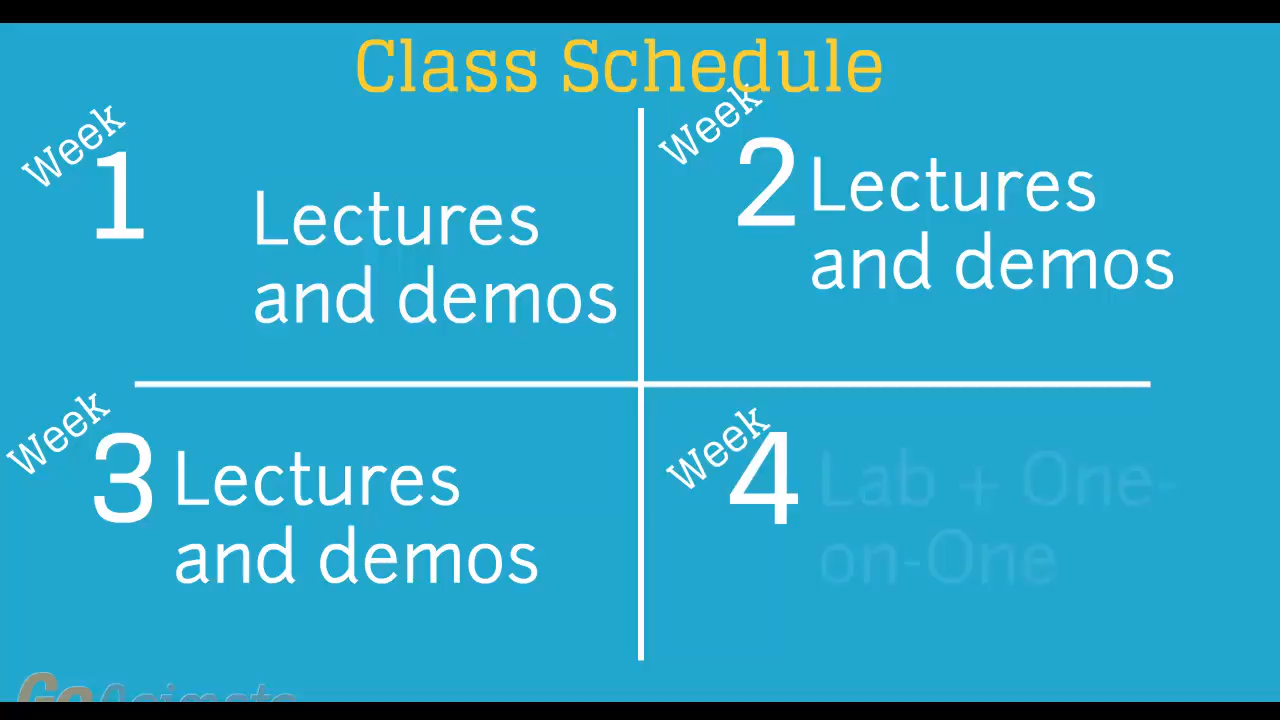 Class Schedule
Week
1
Lectures
and demos
Week
2
Lectures
and demos
Week
3
Lectures
and demos
Week
4
Lab + One-
on-One
GoAnimate